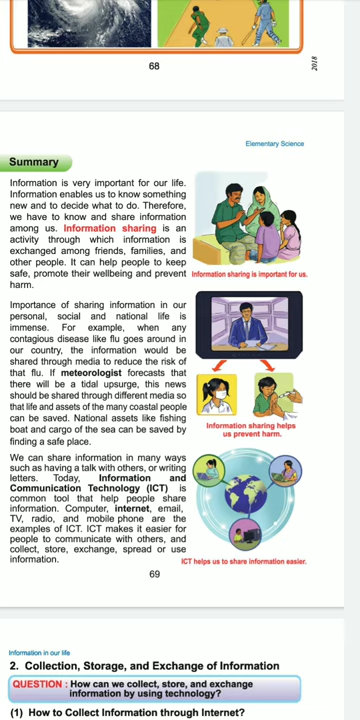 68
2018
Elementary Science
Summary
Information is very important for our life.
Information enables us to know something
new and to decide what to do. Therefore,
we have to know and share information
among us. Information sharing is an
activity through which information is
exchanged among friends, families, and
other people. It can help people to keep
safe, promote their wellbeing and prevent
harm.
Information sharing is important for us.
Importance of sharing information in our
personal, social and national life is
immense. For example, when any
contagious disease like flu goes around in
our country, the information would be
shared through media to reduce the risk of
that flu. If meteorologist forecasts that
there will be a tidal upsurge, this news
should be shared through different media so
that life and assets of the many coastal people
can be saved. National assets like fishing
boat and cargo of the sea can be saved by
finding a safe place.
Information sharing helps
us prevent harm.
We can share information in many ways
such as having a talk with others, or writing
letters. Today, Information and
Communication Technology (ICT) is
common tool that help people share
information. Computer, internet, email,
TV, radio, and mobile phone are the
examples of ICT. ICT makes it easier for
people to communicate with others, and
collect, store, exchange, spread or use
information.
ICT helps us to share information easier.
69
Information in our life
2. Collection, Storage, and Exchange of Information
QUESTION : How can we collect, store, and exchange
information by using technology?
(1) How to Collect Information through Internet?